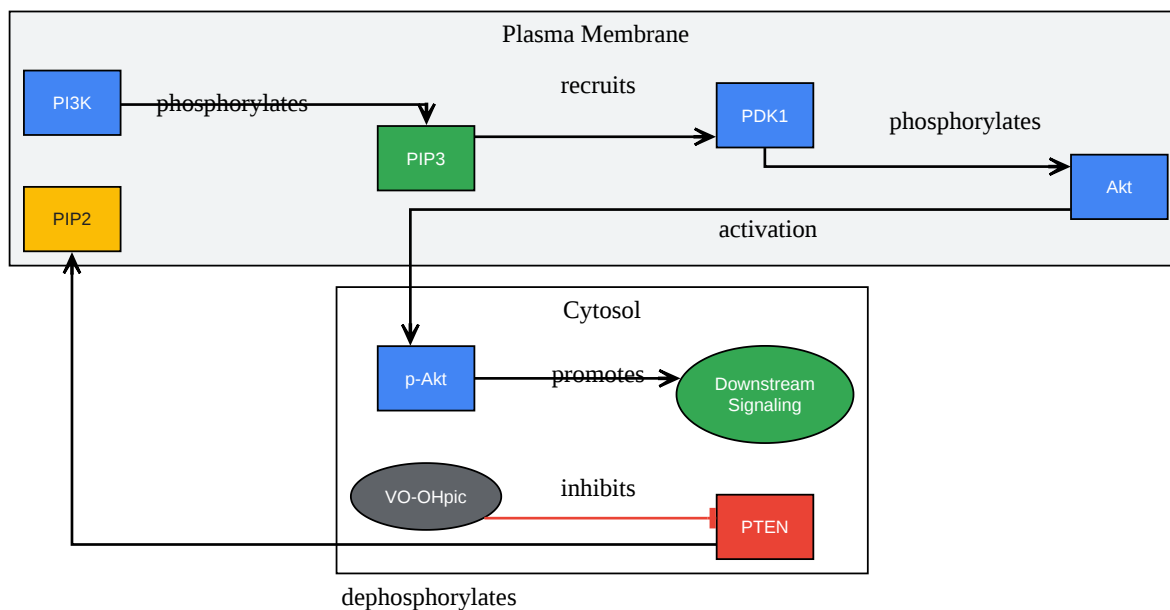 Plasma Membrane
PI3K
phosphorylates
recruits
PDK1
phosphorylates
PIP3
Akt
PIP2
activation
Cytosol
p-Akt
promotes
Downstream
Signaling
VO-OHpic
inhibits
PTEN
dephosphorylates